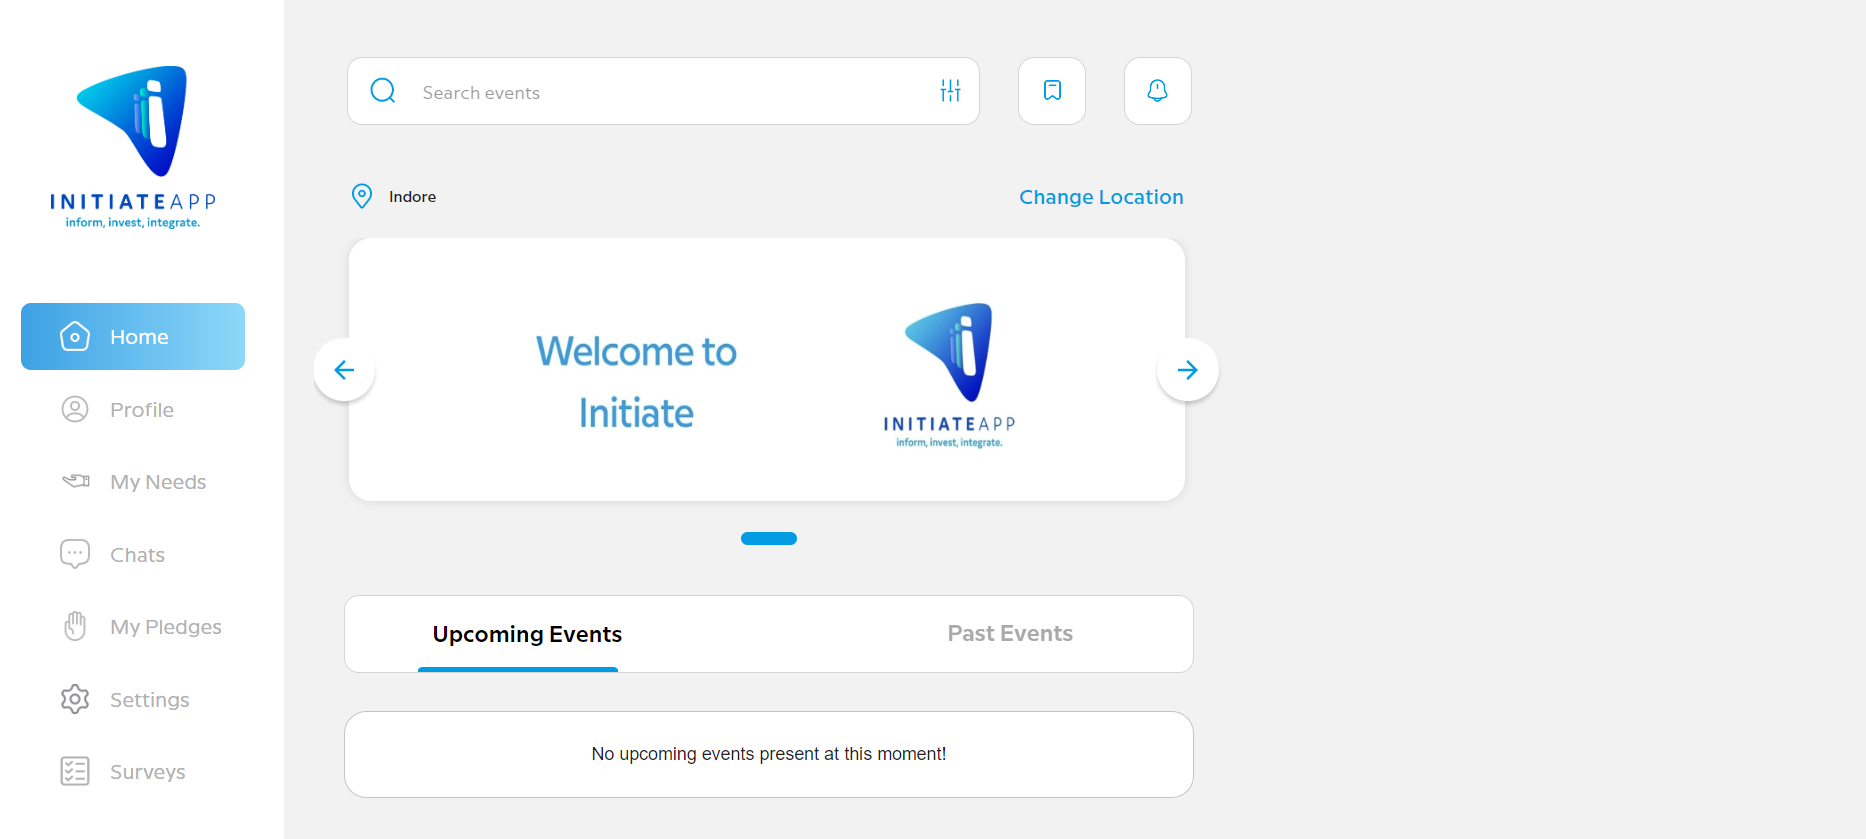 INITIATEAPP
inform, invest, integrate.
Home
Profile
My Needs
Chats
My Pledges
Settings
Surveys
Search events
Indore
Change Location
Welcome to
Initiate
INITIATEAPP
inform, invest, integrate.
Upcoming Events
Past Events
No upcoming events present at this moment!